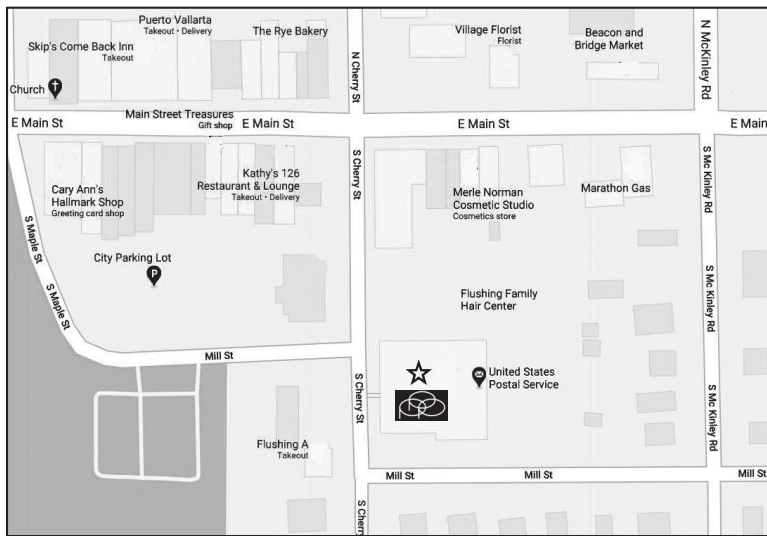 Puerto Vallarta
Takeout • Delivery
Skip's Come Back Inn
Takeout
The Rye Bakery
N Cherry St
Village Florist
Florist
Beacon and
Bridge Market
N McKinley Rd
Church
Main Street Treasures
Gift shop
E Main St
E Main St
E Main St
E Main
S Cherry St
S Mc Kinley Rd
Cary Ann's
Hallmark Shop
Greeting card shop
Kathy's 126
Restaurant & Lounge
Takeout • Delivery
Merle Norman
Cosmetic Studio
Cosmetics store
Marathon Gas
S Maple St
City Parking Lot
P
S Maple St
Flushing Family
Hair Center
S Mc Kinley Rd
Mill St
S Cherry St
United States
Postal Service
S Mc Kinley Rd
Flushing A
Takeout
Mill St
Mill St
Mill St
S Cherry